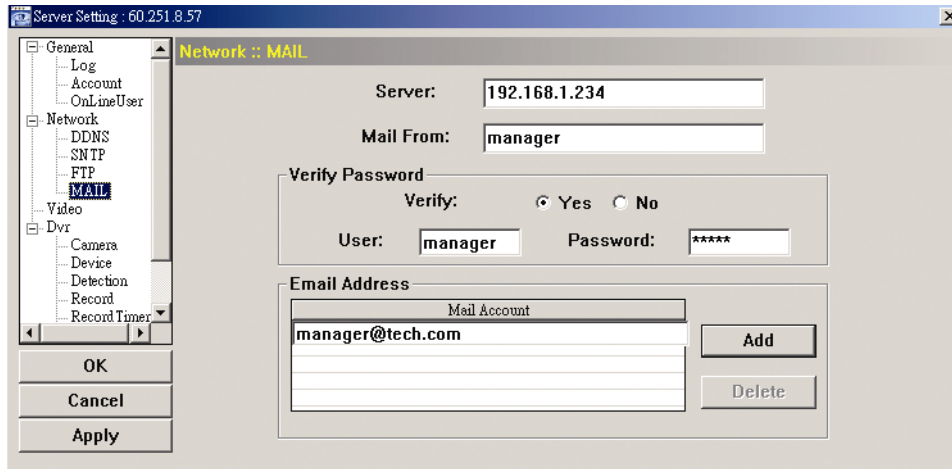 Server Setting : 60.251.8.57
General
Log
Account
OnLineUser
Network
DDNS
SNTP
FTP
MAIL
Video
Dvr
Camera
Device
Detection
Record
RecordTimer
OK
Cancel
Apply
Network :: MAIL
Server: 192.168.1.234
Mail From: manager
Verify Password
Verify: Yes No
User: manager Password: *****
Email Address
Mail Account
manager@tech.com
Add
Delete